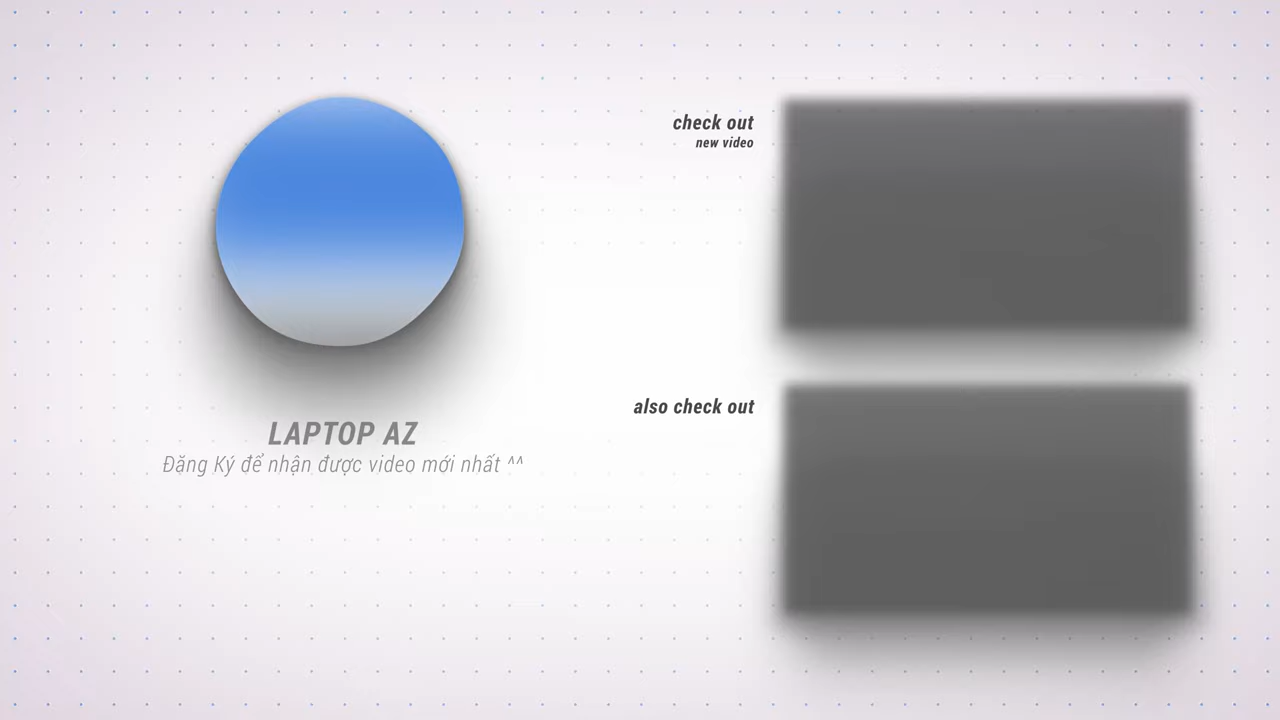 LAPTOP AZ
Đăng Ký để nhận được video mới nhất ^^
check out
new video
also check out